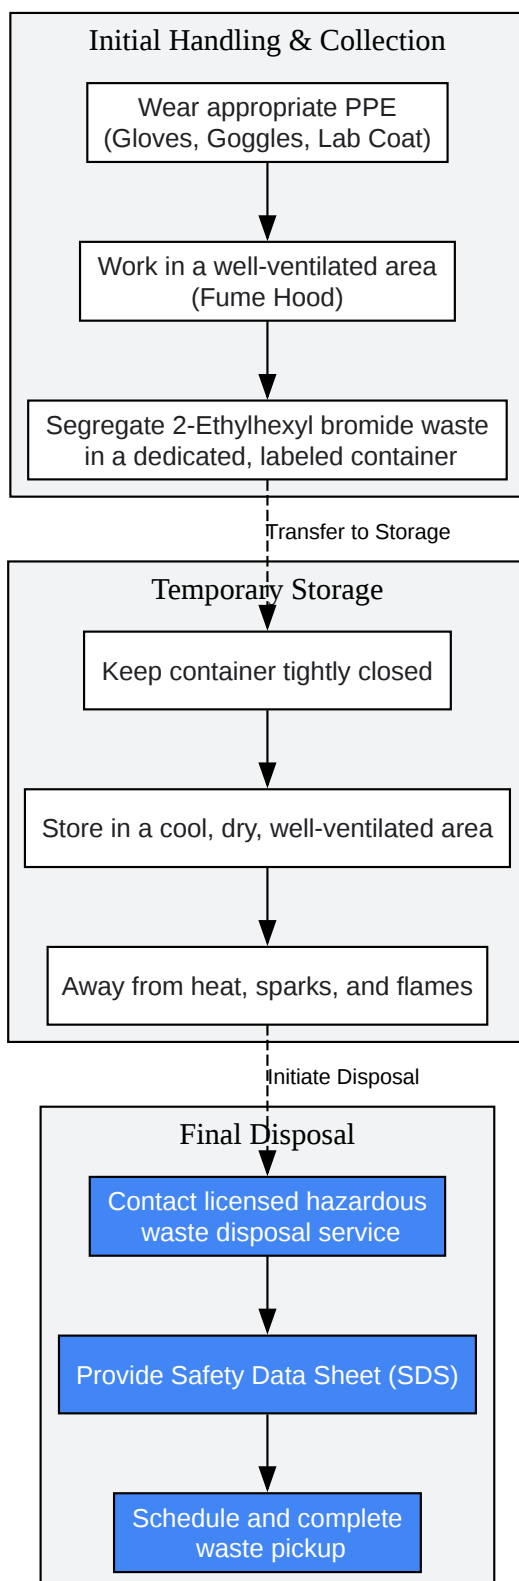 Initial Handling & Collection
Wear appropriate PPE
(Gloves, Goggles, Lab Coat)
Work in a well-ventilated area
(Fume Hood)
Segregate 2-Ethylhexyl bromide waste
in a dedicated, labeled container
Transfer to Storage
Temporary Storage
Keep container tightly closed
Store in a cool, dry, well-ventilated area
Away from heat, sparks, and flames
Initiate Disposal
Final Disposal
Contact licensed hazardous
waste disposal service
Provide Safety Data Sheet (SDS)
Schedule and complete
waste pickup